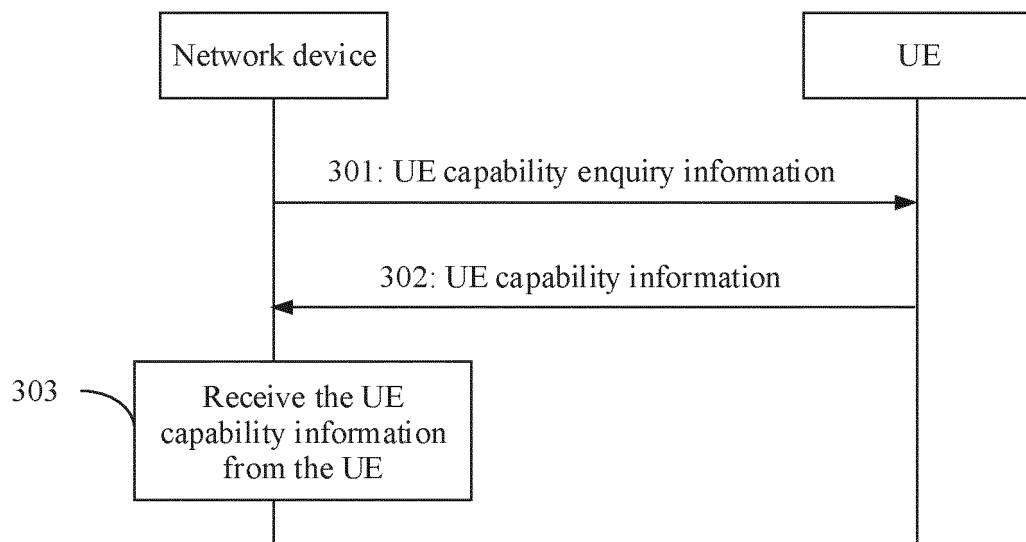 Network device
UE
301: UE capability enquiry information
302: UE capability information
303
Receive the UE
capability information
from the UE